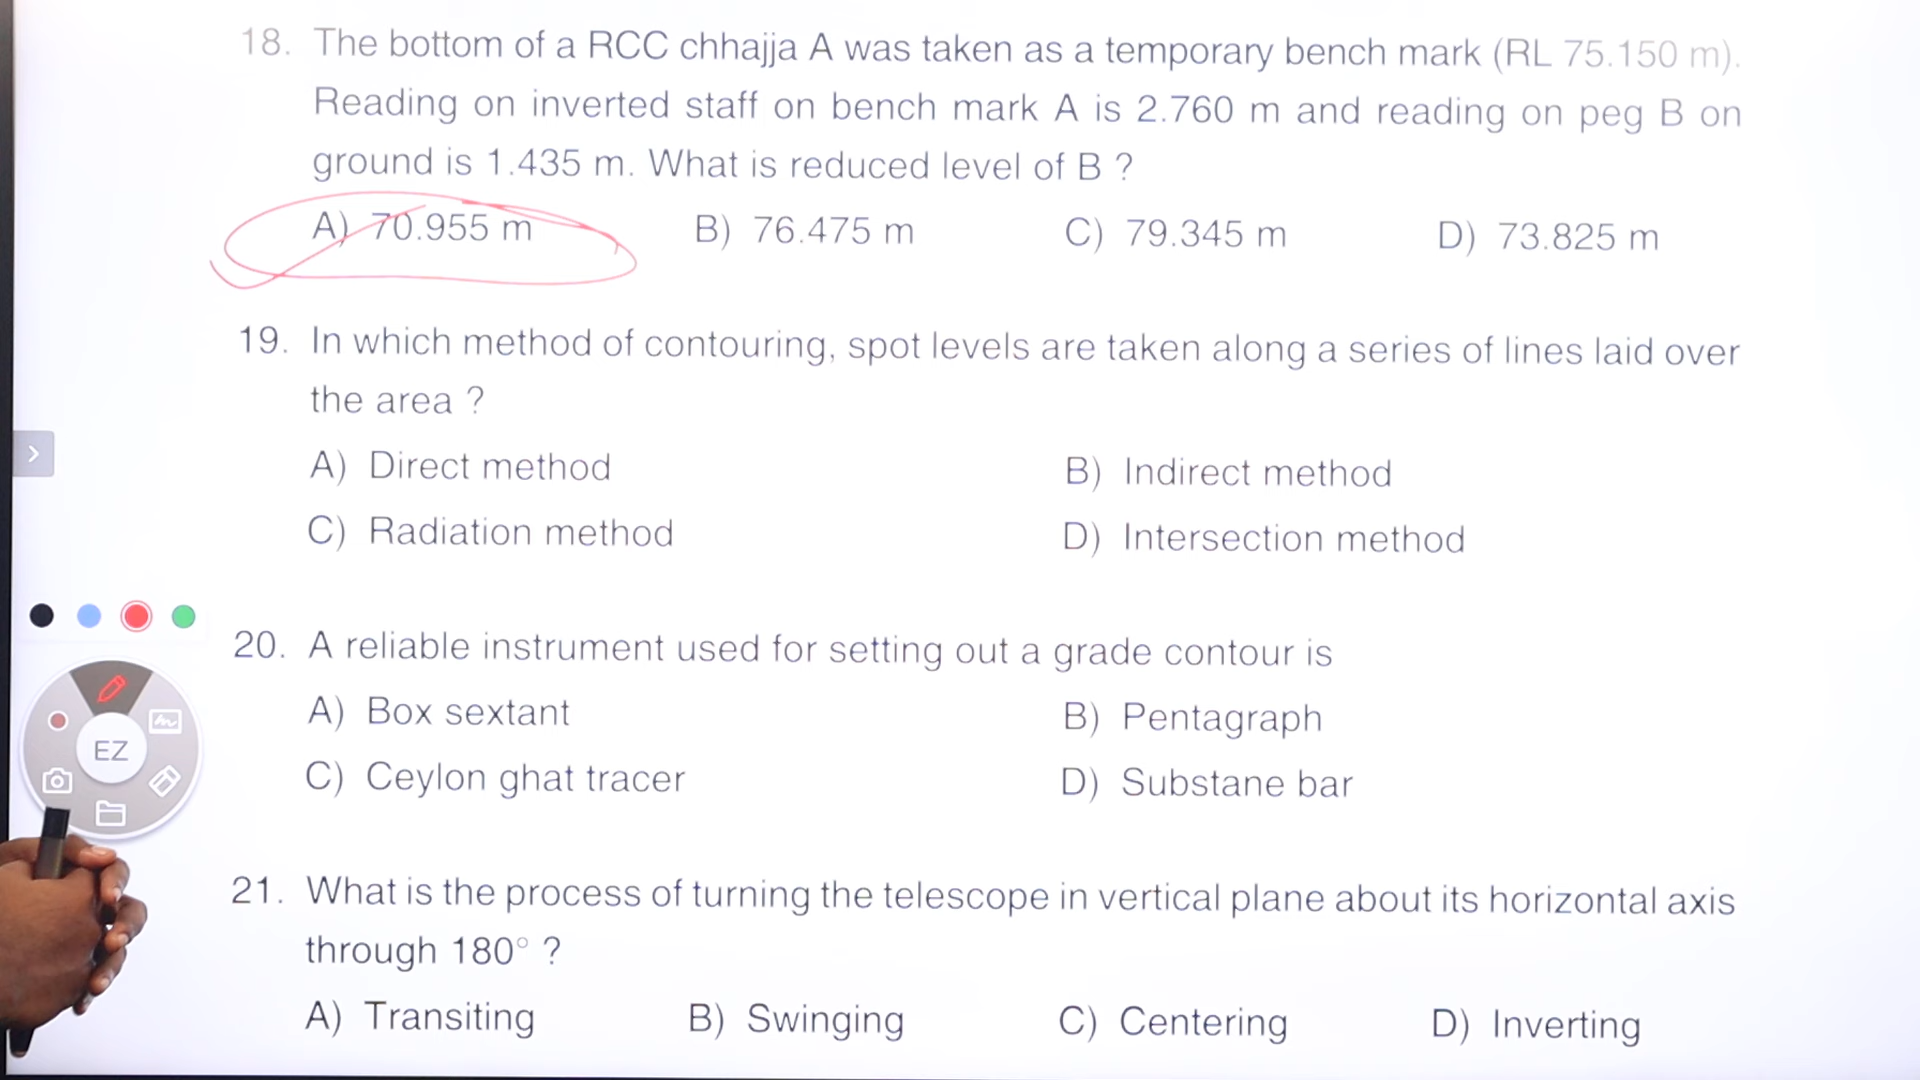 18. The bottom of a RCC chhajja A was taken as a temporary bench mark (RL 75.150 m).
Reading on inverted staff on bench mark A is 2.760 m and reading on peg B on
ground is 1.435 m. What is reduced level of B ?
A) 70.955 m B) 76.475 m C) 79.345 m D) 73.825 m
19. In which method of contouring, spot levels are taken along a series of lines laid over
the area ?
A) Direct method B) Indirect method
C) Radiation method D) Intersection method
20. A reliable instrument used for setting out a grade contour is
A) Box sextant B) Pentagraph
C) Ceylon ghat tracer D) Substane bar
EZ
21. What is the process of turning the telescope in vertical plane about its horizontal axis
through 180° ?
A) Transiting B) Swinging C) Centering D) Inverting